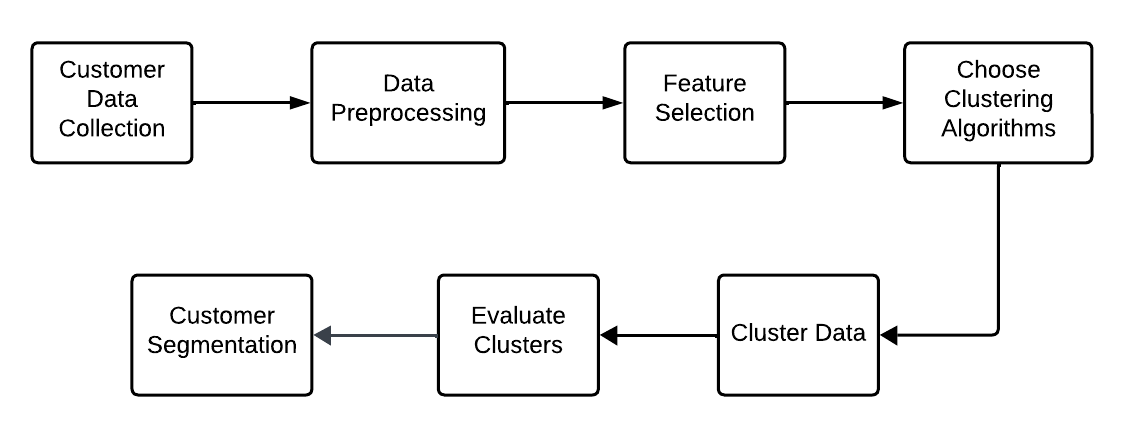 Customer
Data
Collection
Data
Preprocessing
Feature
Selection
Choose
Clustering
Algorithms
Cluster Data
Evaluate
Clusters
Customer
Segmentation